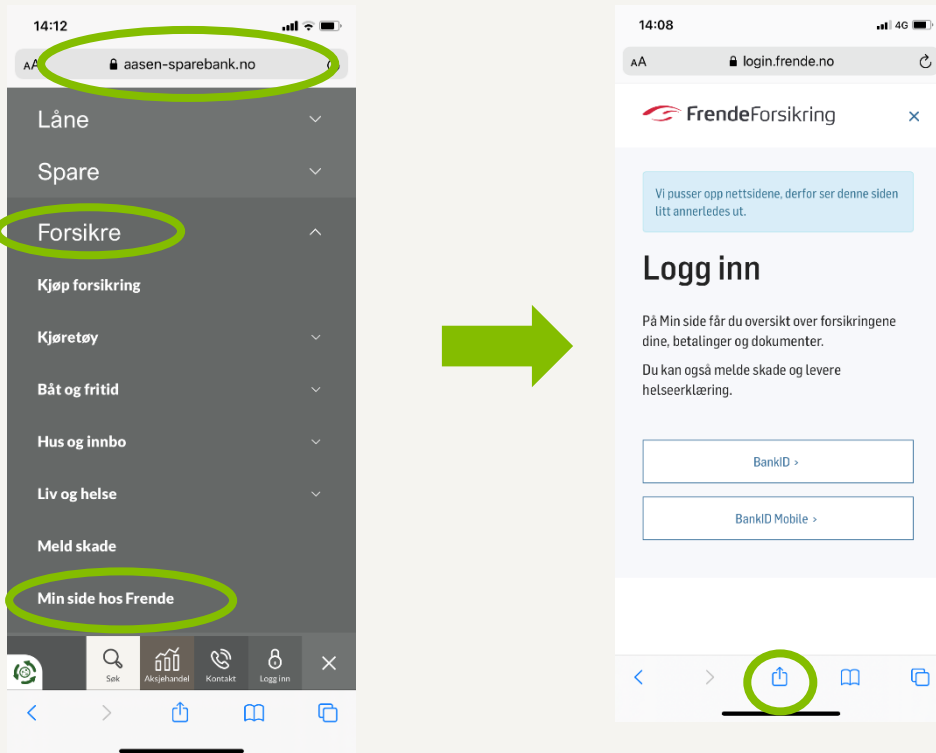 14:12
AA aasen-sparebank.no
Låne
Spare
Forsikre
Kjøp forsikring
Kjøretøy
Båt og fritid
Hus og innbo
Liv og helse
Meld skade
Min side hos Frende
Søk Aksjehandel Kontakt Logg inn
14:08 4G
AA login.frende.no
FrendeForsikring
Vi pusser opp nettsidene, derfor ser denne siden
litt annerledes ut.
Logg inn
På Min side får du oversikt over forsikringene
dine, betalinger og dokumenter.
Du kan også melde skade og levere
helseerklæring.
BankID >
BankID Mobile >